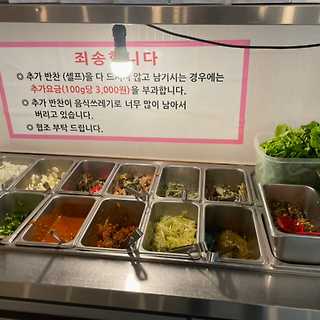 죄송합니다
◎ 추가 반찬 (셀프)을 다 드시지 않고 남기시는 경우에는
추가요금(100g당 3,000원)을 부과합니다.
◎ 추가 반찬이 음식쓰레기로 너무 많이 남아서
버리고 있습니다.
◎ 협조 부탁 드립니다.